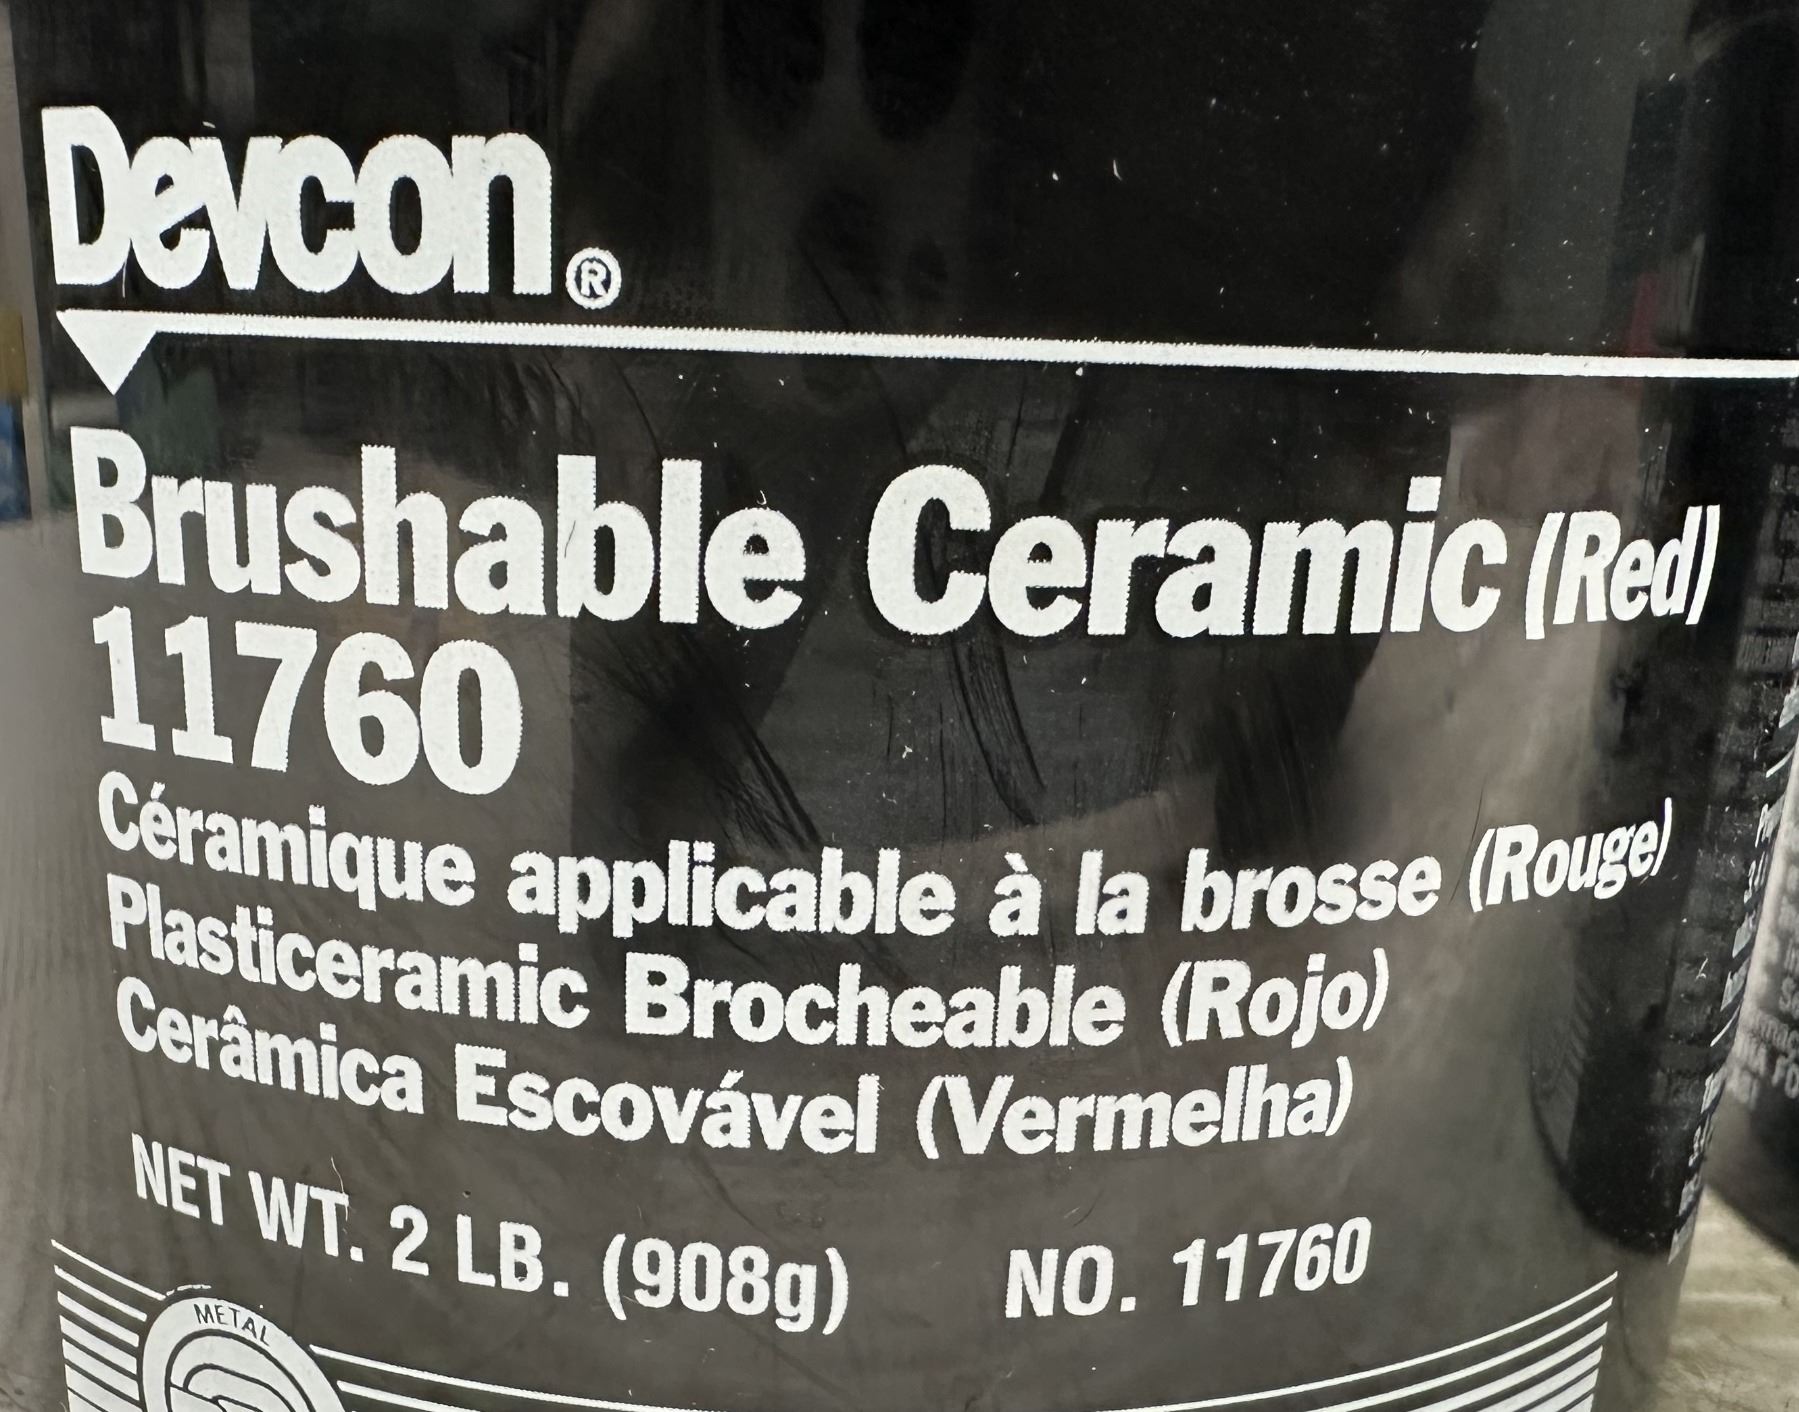 Devcon®
Brushable Ceramic (Red)
11760
Céramique applicable à la brosse (Rouge)
Plasticeramic Brocheable (Rojo)
Cerâmica Escovável (Vermelha)
NET WT. 2 LB. (908g) NO. 11760
METAL